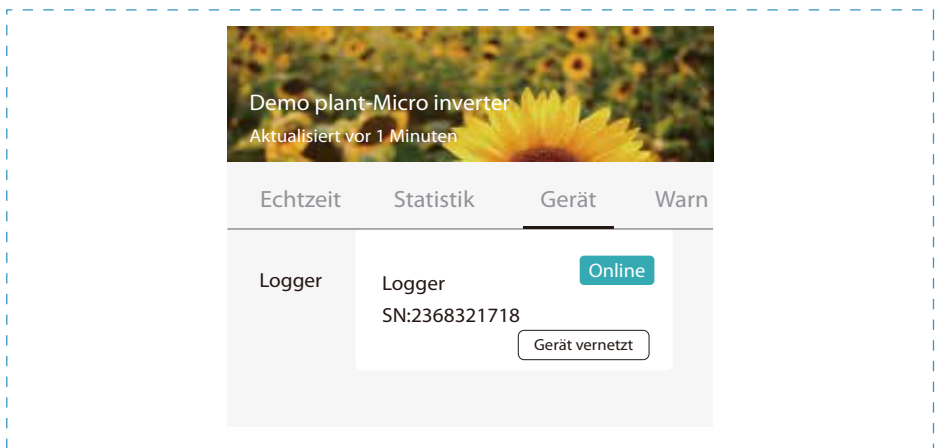 Demo plant-Micro inverter
Aktualisiert vor 1 Minuten
Echtzeit Statistik Gerät Warn
Logger
Logger
Online
SN:2368321718
Gerät vernetzt